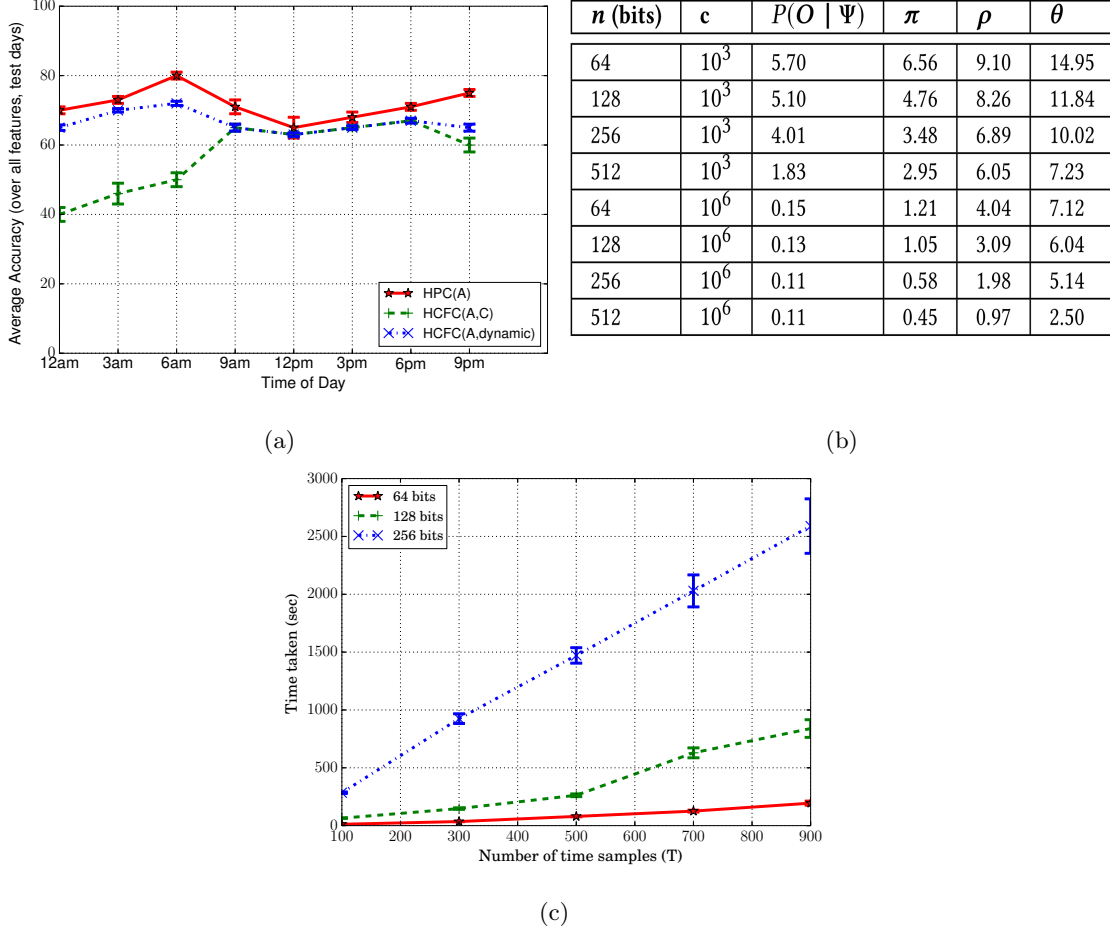 100
80
60
40
20
0
Average Accuracy (over all features, test days)
12am 3am 6am 9am 12pm 3pm 6pm 9pm
Time of Day
HPC(A)
HCFC(A,C)
HCFC(A,dynamic)
(a)
n (bits) c P(O | Ψ) π ρ θ
64 10^3 5.70 6.56 9.10 14.95
128 10^3 5.10 4.76 8.26 11.84
256 10^3 4.01 3.48 6.89 10.02
512 10^3 1.83 2.95 6.05 7.23
64 10^6 0.15 1.21 4.04 7.12
128 10^6 0.13 1.05 3.09 6.04
256 10^6 0.11 0.58 1.98 5.14
512 10^6 0.11 0.45 0.97 2.50
(b)
3000
2500
2000
1500
1000
500
0
Time taken (sec)
64 bits
128 bits
256 bits
100 200 300 400 500 600 700 800 900
Number of time samples (T)
(c)